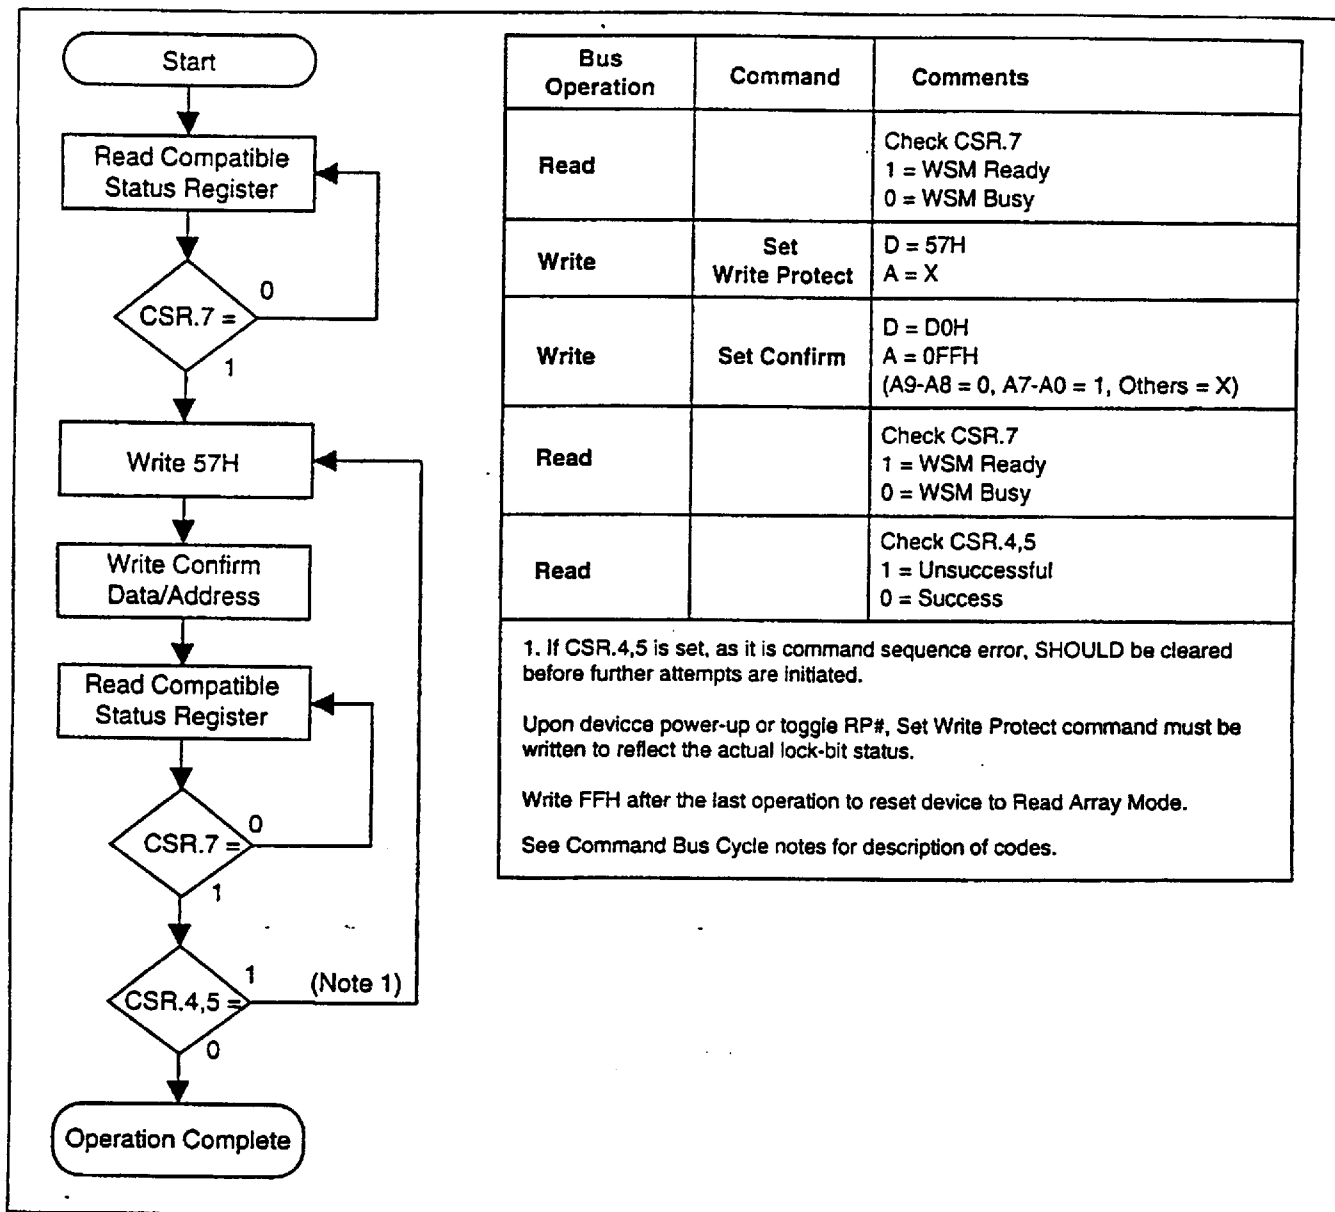 Start
Read Compatible
Status Register
CSR.7 =
0
1
Write 57H
Write Confirm
Data/Address
Read Compatible
Status Register
CSR.7 =
0
1
CSR.4,5 =
1
(Note 1)
0
Operation Complete
Bus
Operation
Command
Comments
Read
Check CSR.7
1 = WSM Ready
0 = WSM Busy
Write
Set
Write Protect
D = 57H
A = X
Write
Set Confirm
D = D0H
A = 0FFH
(A9-A8 = 0, A7-A0 = 1, Others = X)
Read
Check CSR.7
1 = WSM Ready
0 = WSM Busy
Read
Check CSR.4,5
1 = Unsuccessful
0 = Success
1. If CSR.4,5 is set, as it is command sequence error, SHOULD be cleared
before further attempts are initiated.
Upon devicce power-up or toggle RP#, Set Write Protect command must be
written to reflect the actual lock-bit status.
Write FFH after the last operation to reset device to Read Array Mode.
See Command Bus Cycle notes for description of codes.